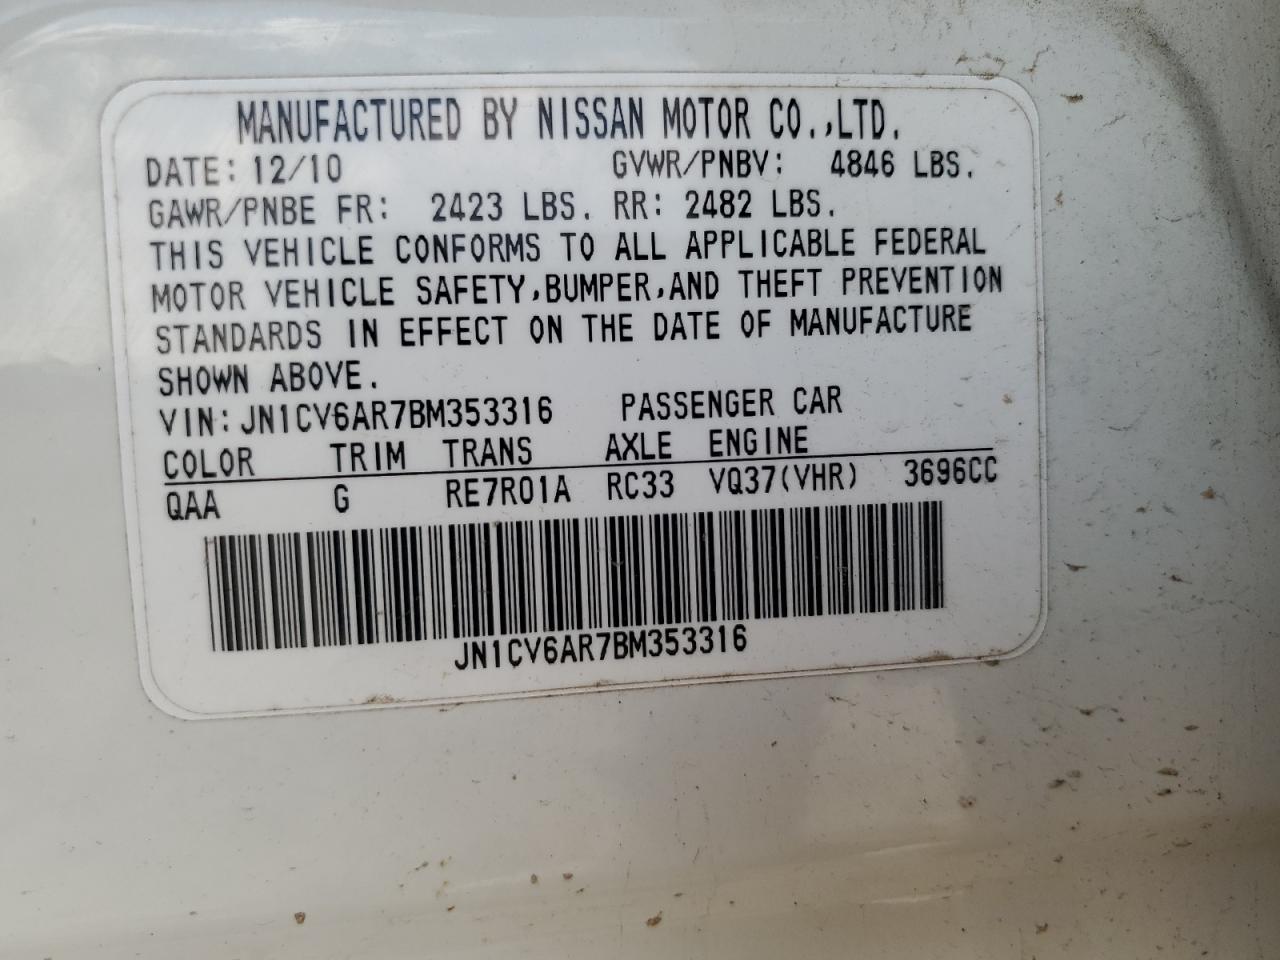 MANUFACTURED BY NISSAN MOTOR CO.,LTD.
DATE: 12/10 GVWR/PNBV: 4846 LBS.
GAWR/PNBE FR: 2423 LBS. RR: 2482 LBS.
THIS VEHICLE CONFORMS TO ALL APPLICABLE FEDERAL
MOTOR VEHICLE SAFETY,BUMPER,AND THEFT PREVENTION
STANDARDS IN EFFECT ON THE DATE OF MANUFACTURE
SHOWN ABOVE.
VIN:JN1CV6AR7BM353316 PASSENGER CAR
COLOR TRIM TRANS AXLE ENGINE
QAA G RE7R01A RC33 VQ37(VHR) 3696CC
JN1CV6AR7BM353316